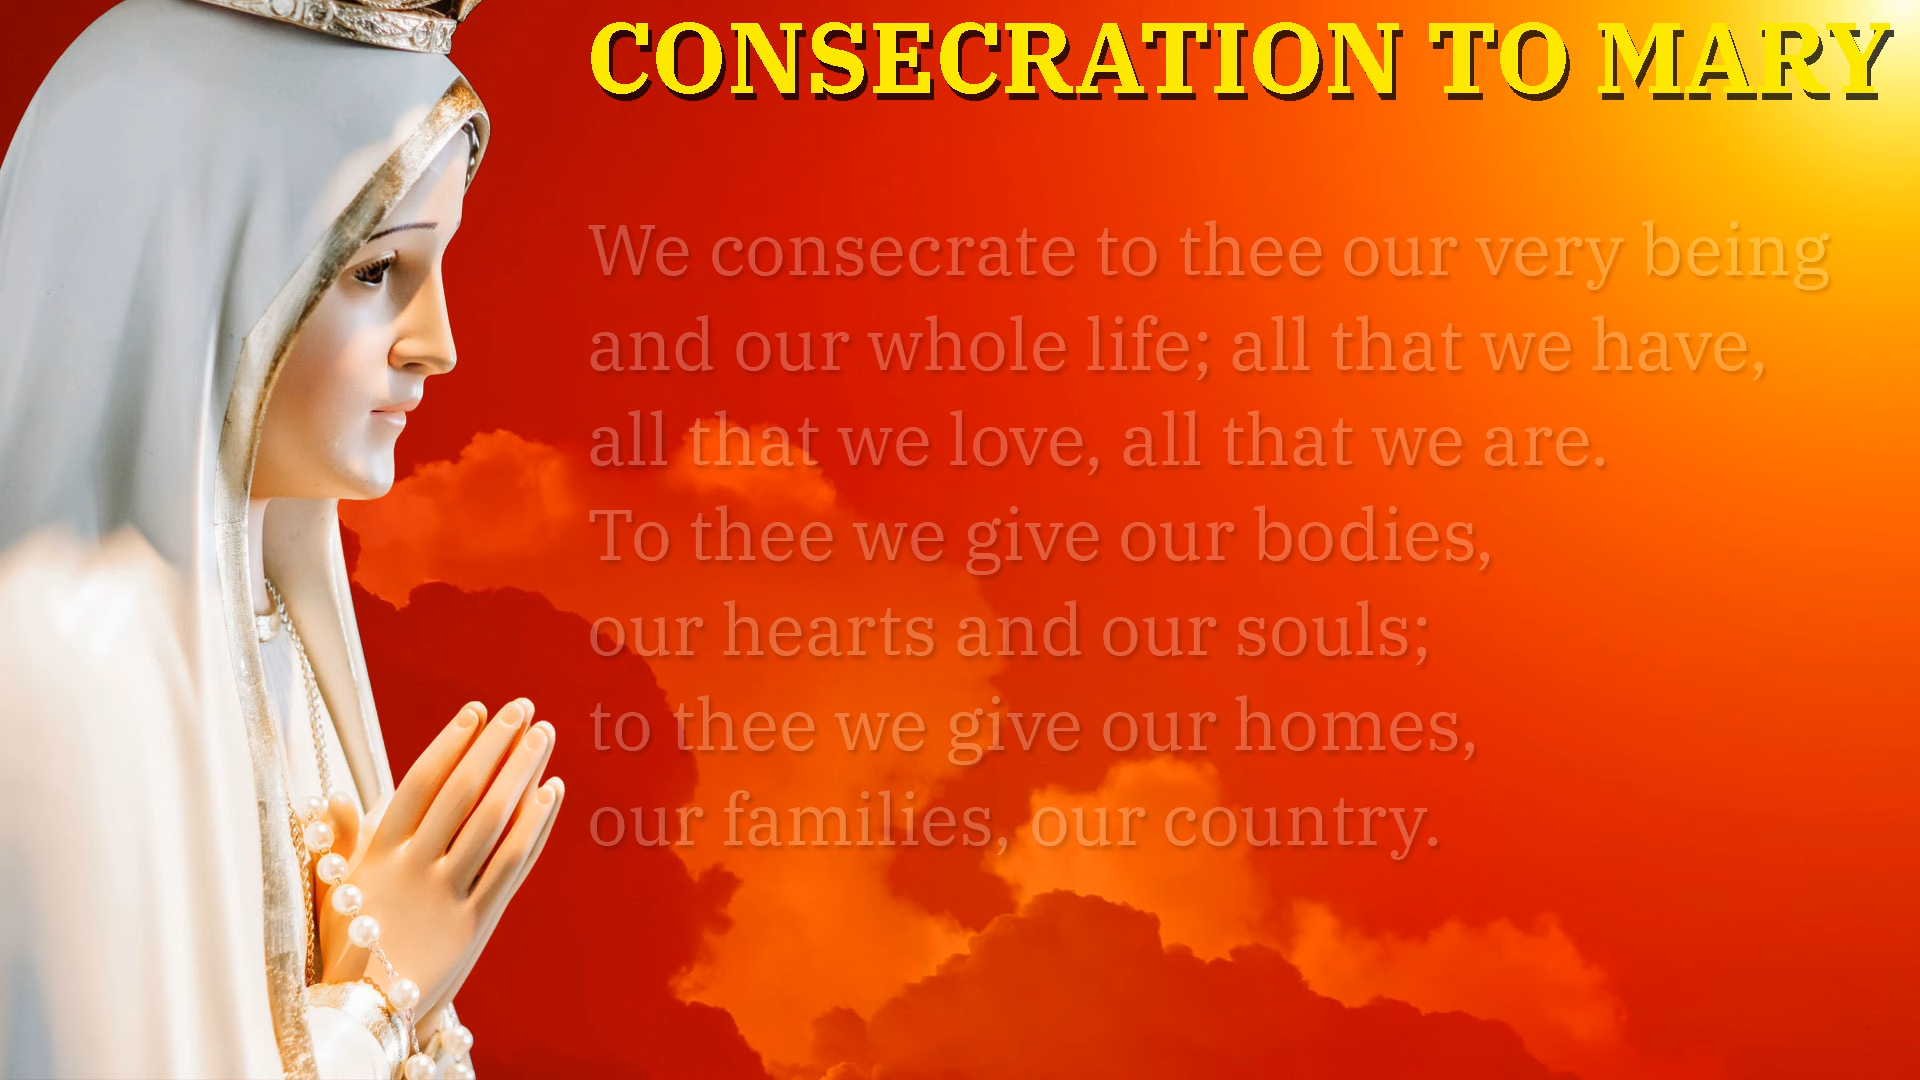 CONSECRATION TO MARY
We consecrate to thee our very being
and our whole life; all that we have,
all that we love, all that we are.
To thee we give our bodies,
our hearts and our souls;
to thee we give our homes,
our families, our country.